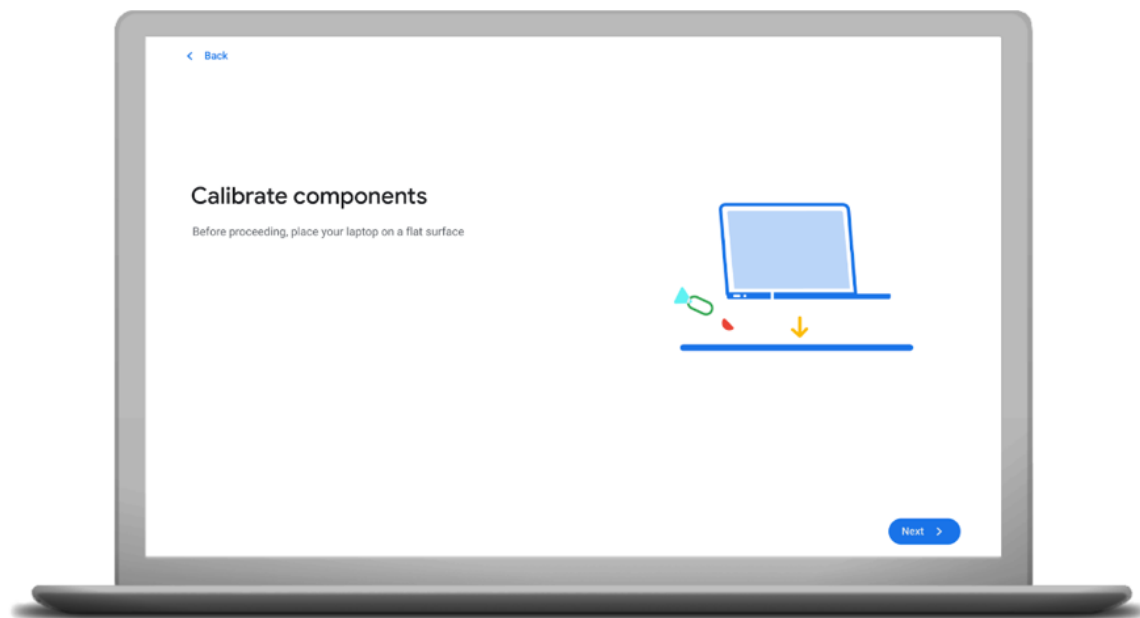 Back
Calibrate components
Before proceeding, place your laptop on a flat surface
Next